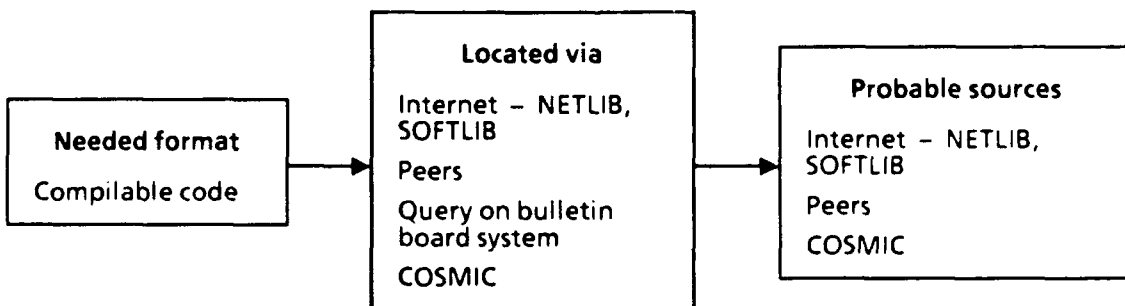 Needed format
Compilable code
Located via
Internet – NETLIB,
SOFTLIB
Peers
Query on bulletin
board system
COSMIC
Probable sources
Internet – NETLIB,
SOFTLIB
Peers
COSMIC